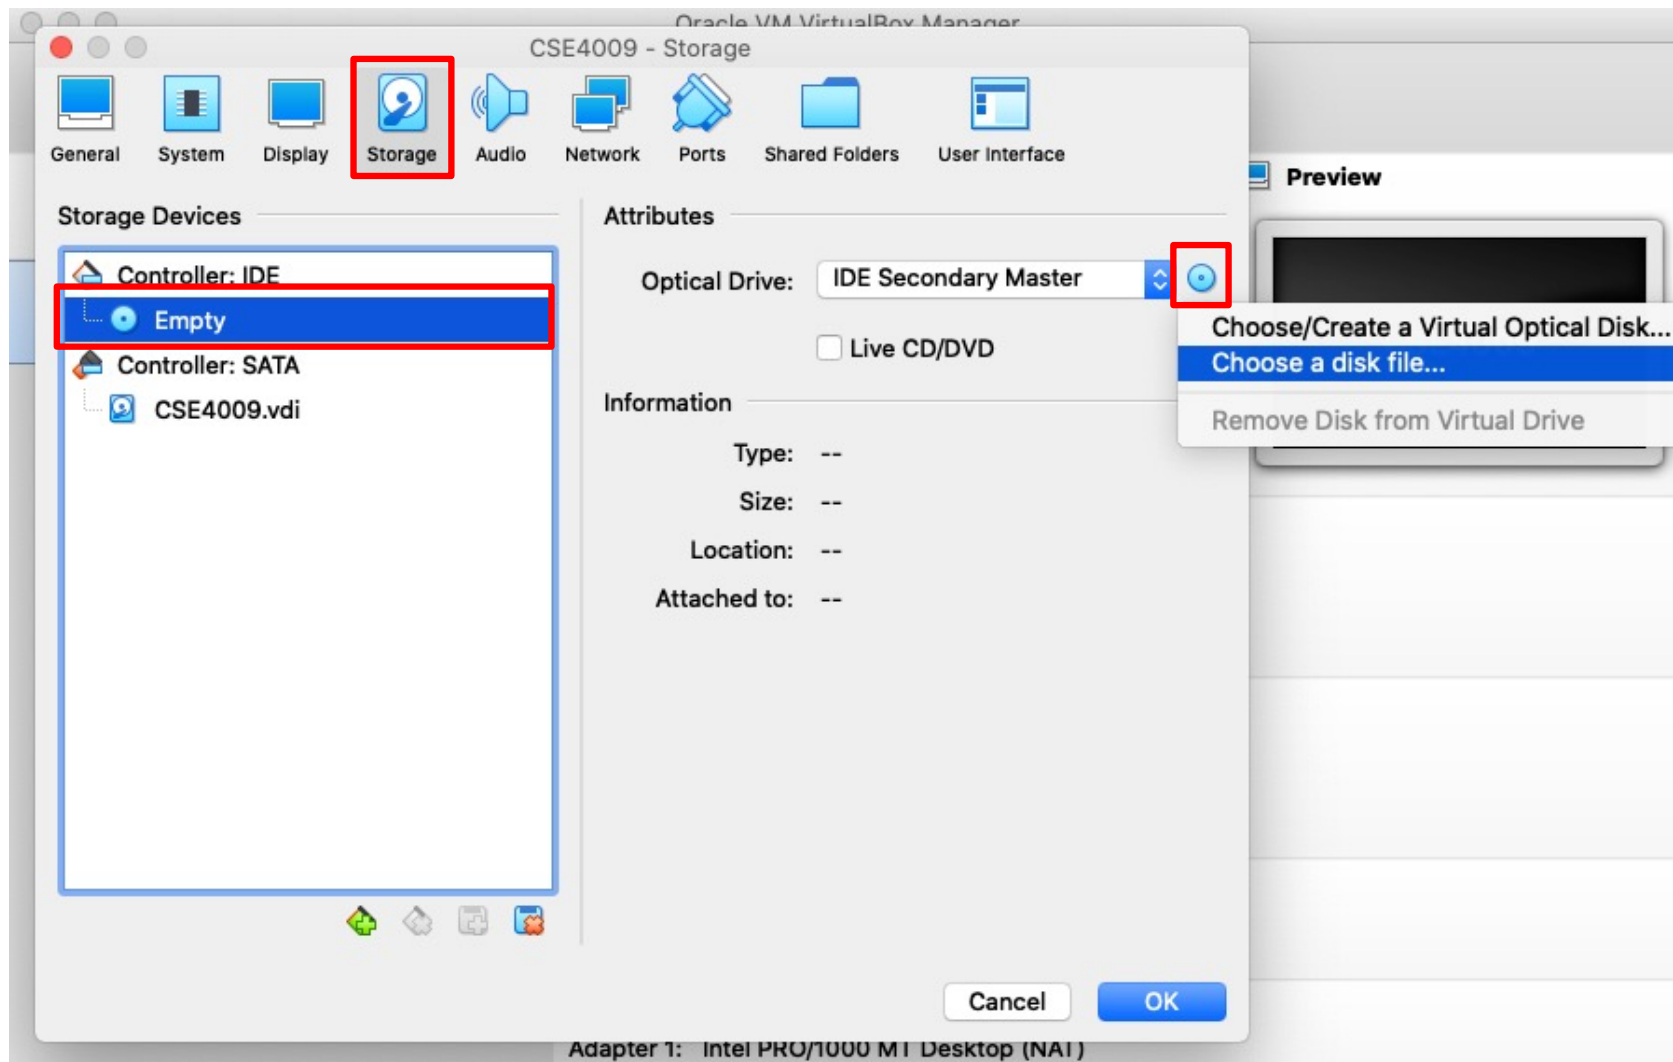 Oracle VM VirtualBox Manager
CSE4009 - Storage
General System Display Storage Audio Network Ports Shared Folders User Interface
Preview
Storage Devices
Attributes
Controller: IDE
Empty
Controller: SATA
CSE4009.vdi
Optical Drive: IDE Secondary Master
Live CD/DVD
Choose/Create a Virtual Optical Disk...
Choose a disk file...
Remove Disk from Virtual Drive
Information
Type: --
Size: --
Location: --
Attached to: --
Cancel OK
Adapter 1: Intel PRO/1000 MT Desktop (NAT)